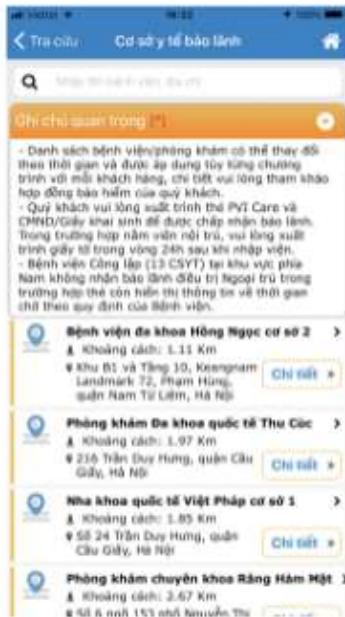 Tra cứu
Cơ sở y tế bảo lãnh
Ghi chú quan trọng (*)
- Danh sách bệnh viện/phòng khám có thể thay đổi
theo thời gian và được áp dụng tùy từng chương
trình với mỗi khách hàng, chi tiết vui lòng tham khảo
hợp đồng bảo hiểm của quý khách.
- Quý khách vui lòng xuất trình thẻ PVI Care và
CMND/Giấy khai sinh để được chấp nhận bảo lãnh.
Trong trường hợp nằm viện nội trú, vui lòng xuất
trình giấy tờ trong vòng 24h sau khi nhập viện.
- Bệnh viện Công lập (13 CSYT) tại khu vực phía
Nam không nhận bảo lãnh điều trị Ngoại trú trong
trường hợp thẻ còn hiển thị thông tin về thời gian
chờ theo quy định của Bệnh viện.
Bệnh viện đa khoa Hồng Ngọc cơ sở 2
Khoảng cách: 1.11 Km
Khu B1 và Tầng 10, Keangnam
Landmark 72, Phạm Hùng,
quận Nam Từ Liêm, Hà Nội
Chi tiết »
Phòng khám Đa khoa quốc tế Thu Cúc
Khoảng cách: 1.97 Km
216 Trần Duy Hưng, quận Cầu
Giấy, Hà Nội
Chi tiết »
Nha khoa quốc tế Việt Pháp cơ sở 1
Khoảng cách: 1.85 Km
Số 24 Trần Duy Hưng, quận
Cầu Giấy, Hà Nội
Chi tiết »
Phòng khám chuyên khoa Răng Hàm Mặt
Khoảng cách: 2.67 Km
Số 6 ngõ 153 phố Nguyễn Thị